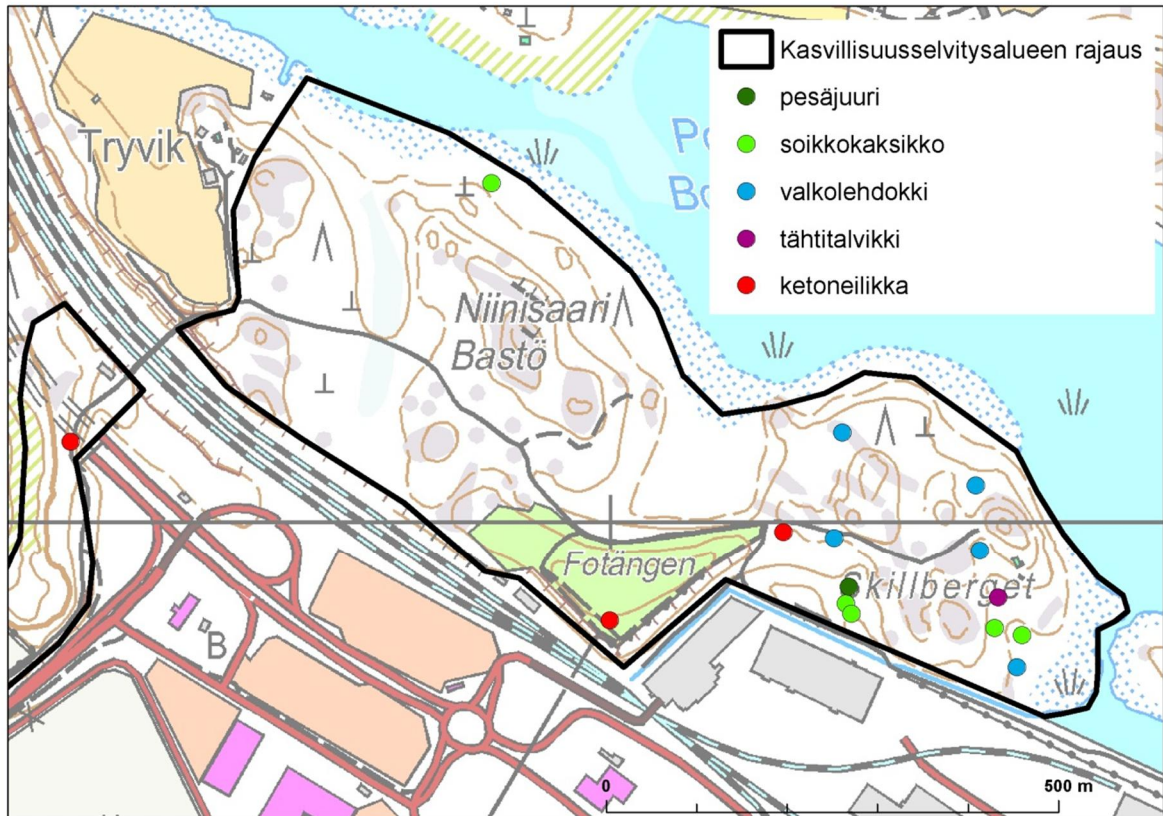 Kasvillisuusselvitysalueen rajaus
pesäjuuri
soikkokaksikko
valkolehdokki
tähtitalvikki
ketoneilikka
Tryvik
Niinisaari
Bastö
Fotängen
Skillberget
B
0
500 m